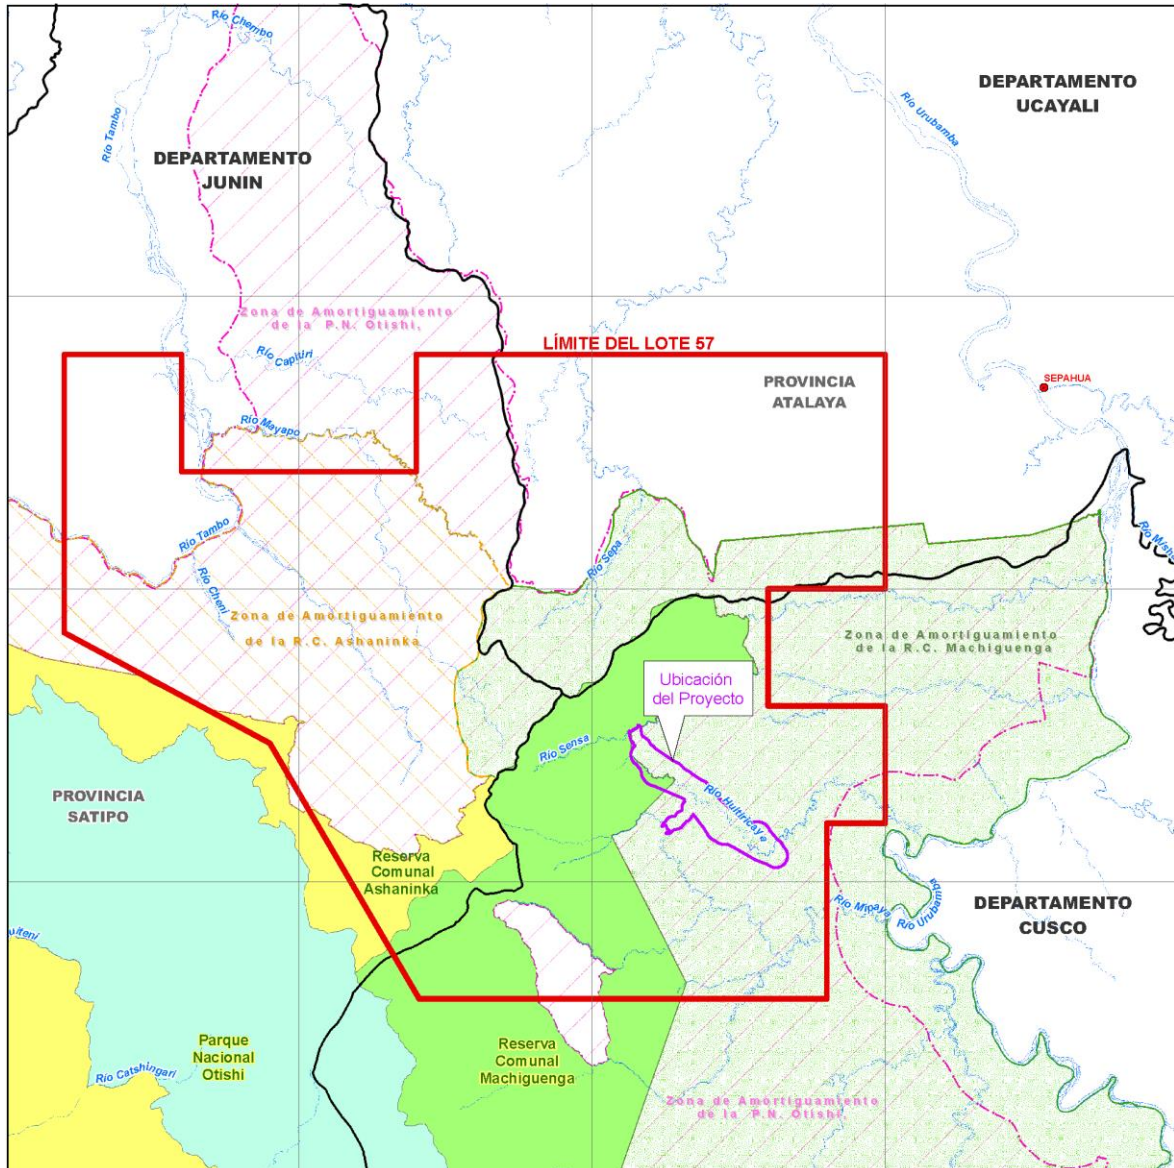 Río Chembo
DEPARTAMENTO
UCAYALI
Río Urubamba
Río Tambo
DEPARTAMENTO
JUNIN
Zona de Amortiguamiento
de la P.N. Otishi,
LÍMITE DEL LOTE 57
Río Capitiri
PROVINCIA
ATALAYA
SEPAHUA
Río Mayapo
Río Tambo
Río Sepa
Río Cheni
Zona de Amortiguamiento
de la R.C. Ashaninka
Zona de Amortiguamiento
de la R.C. Machiguenga
Ubicación
del Proyecto
Río Sensa
Río Huitiricaya
PROVINCIA
SATIPO
Reserva
Comunal
Ashaninka
Río Urubamba
DEPARTAMENTO
CUSCO
Parque
Nacional
Otishi
Reserva
Comunal
Machiguenga
Río Catshingari
Zona de Amortiguamiento
de la P.N. Otishi,